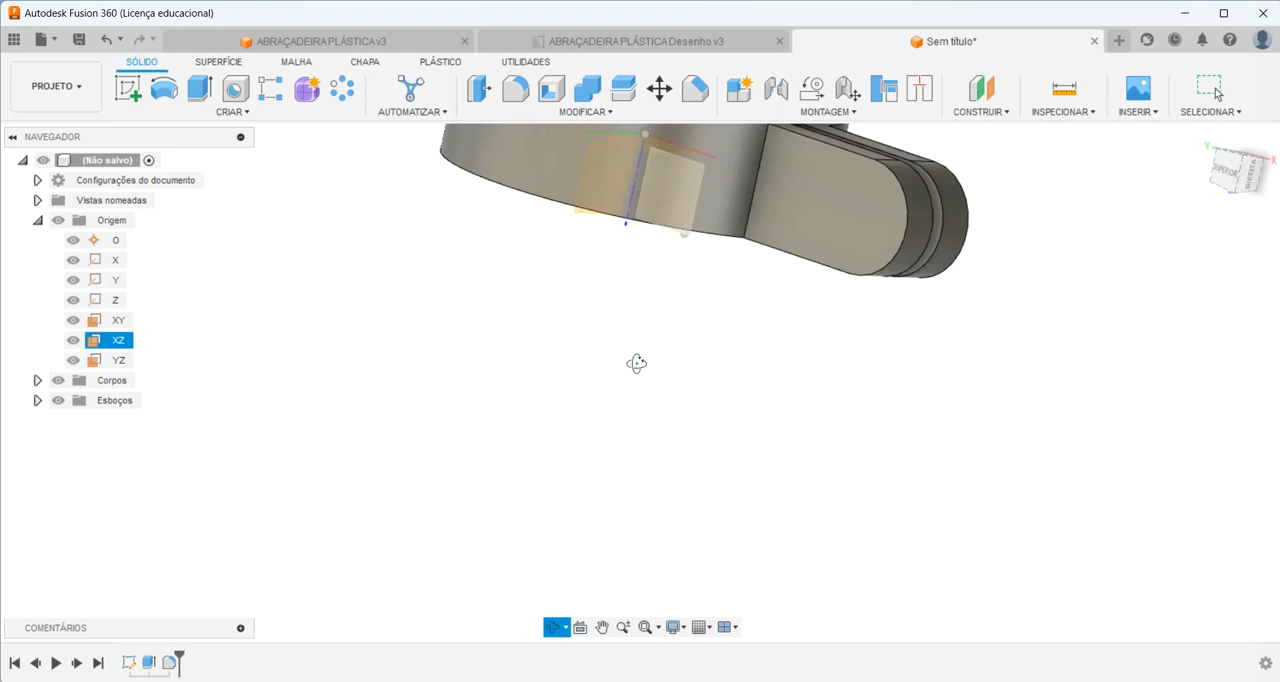 Autodesk Fusion 360 (Licença educacional)
ABRAÇADEIRA PLÁSTICA v3
ABRAÇADEIRA PLÁSTICA Desenho v3
Sem título*
SÓLIDO SUPERFÍCIE MALHA CHAPA PLÁSTICO UTILIDADES
PROJETO
CRIAR AUTOMATIZAR MODIFICAR MONTAGEM CONSTRUIR INSPECIONAR INSERIR SELECIONAR
NAVEGADOR
(Não salvo)
Configurações do documento
Vistas nomeadas
Origem
O
X
Y
Z
XY
XZ
YZ
Corpos
Esboços
Y
X
SUPERIOR
DIREITA
COMENTÁRIOS